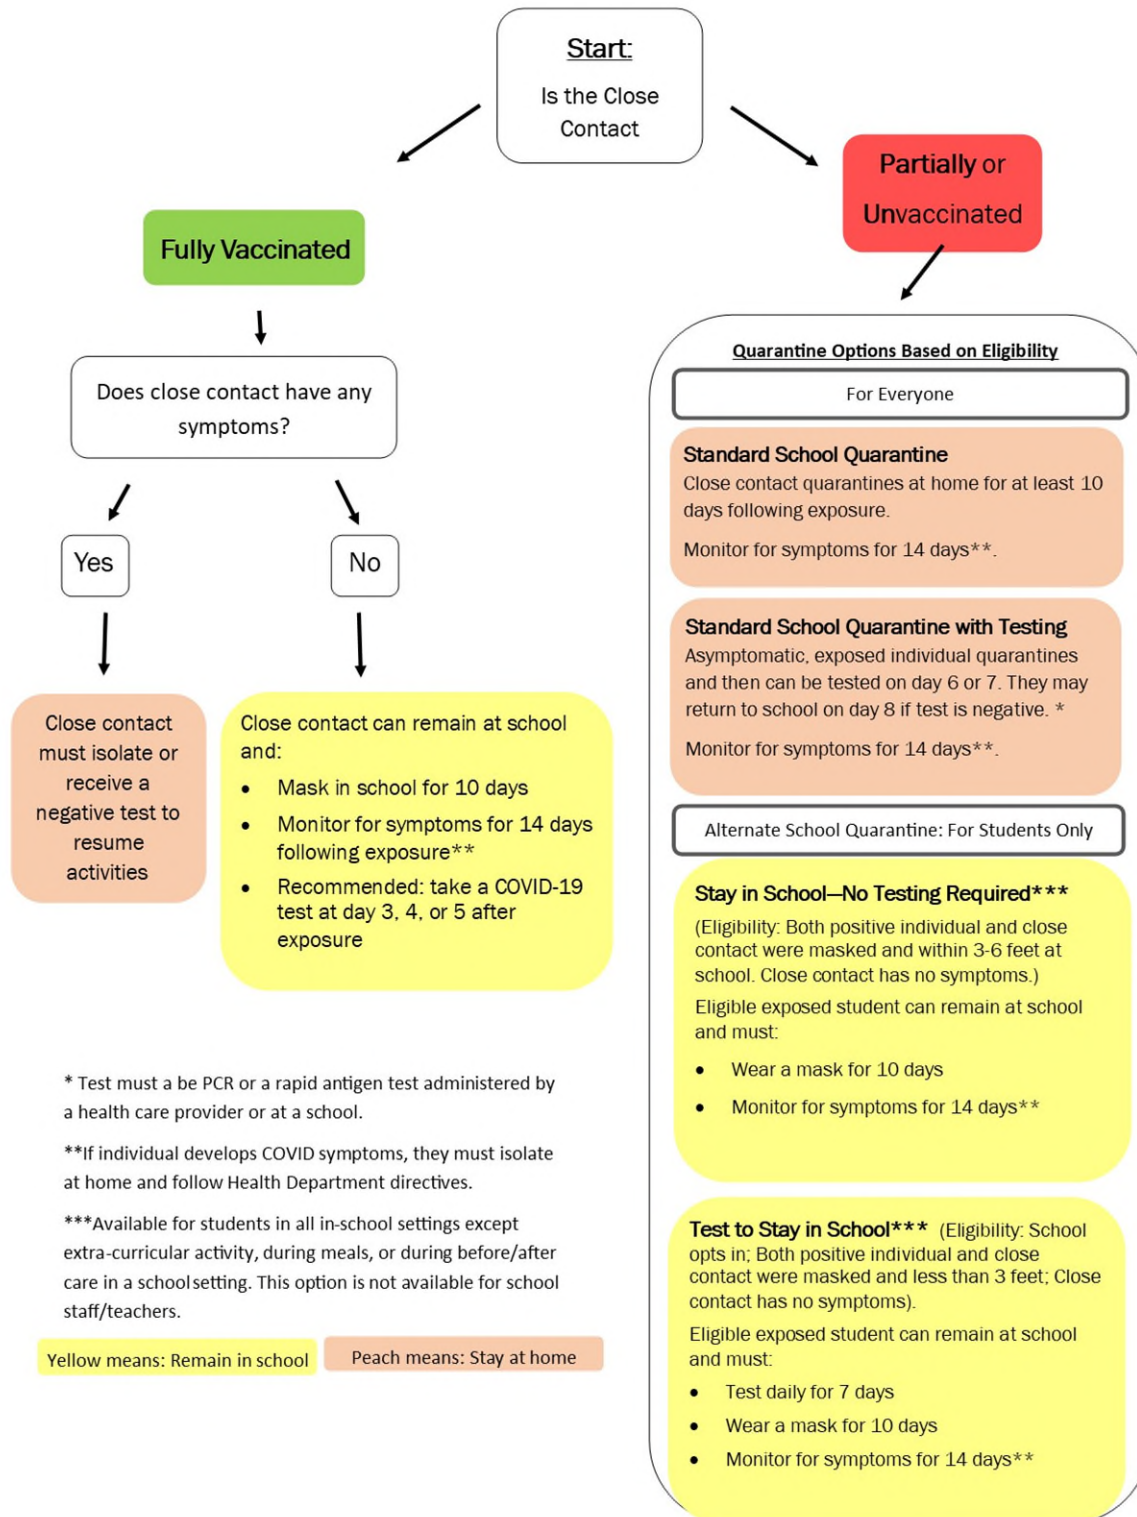 Start:
Is the Close
Contact
Fully Vaccinated
Partially or
Unvaccinated
Does close contact have any
symptoms?
Yes
No
Close contact
must isolate or
receive a
negative test to
resume
activities
Close contact can remain at school
and:
• Mask in school for 10 days
• Monitor for symptoms for 14 days
following exposure**
• Recommended: take a COVID-19
test at day 3, 4, or 5 after
exposure
* Test must a be PCR or a rapid antigen test administered by
a health care provider or at a school.
**If individual develops COVID symptoms, they must isolate
at home and follow Health Department directives.
***Available for students in all in-school settings except
extra-curricular activity, during meals, or during before/after
care in a school setting. This option is not available for school
staff/teachers.
Yellow means: Remain in school
Peach means: Stay at home
Quarantine Options Based on Eligibility
For Everyone
Standard School Quarantine
Close contact quarantines at home for at least 10
days following exposure.
Monitor for symptoms for 14 days**.
Standard School Quarantine with Testing
Asymptomatic, exposed individual quarantines
and then can be tested on day 6 or 7. They may
return to school on day 8 if test is negative. *
Monitor for symptoms for 14 days**.
Alternate School Quarantine: For Students Only
Stay in School—No Testing Required***
(Eligibility: Both positive individual and close
contact were masked and within 3-6 feet at
school. Close contact has no symptoms.)
Eligible exposed student can remain at school
and must:
• Wear a mask for 10 days
• Monitor for symptoms for 14 days**
Test to Stay in School*** (Eligibility: School
opts in; Both positive individual and close
contact were masked and less than 3 feet; Close
contact has no symptoms).
Eligible exposed student can remain at school
and must:
• Test daily for 7 days
• Wear a mask for 10 days
• Monitor for symptoms for 14 days**